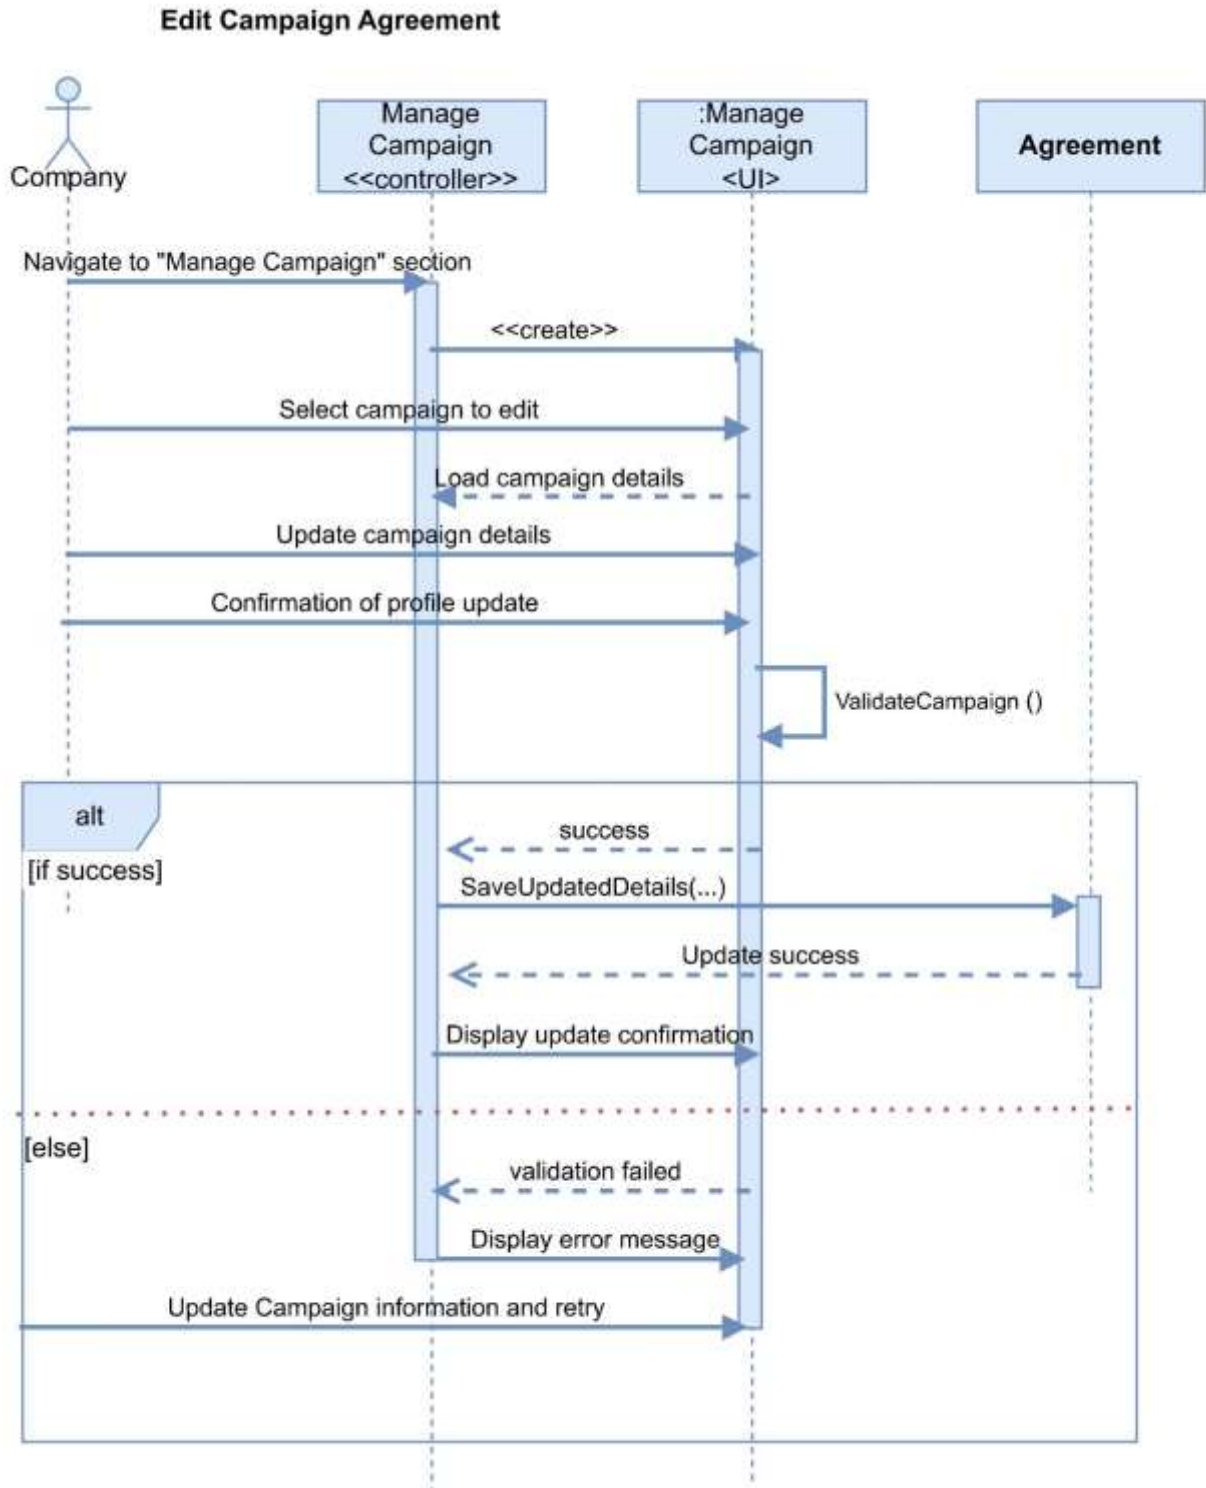 Edit Campaign Agreement
Company
Manage
Campaign
<<controller>>
:Manage
Campaign
<UI>
Agreement
Navigate to "Manage Campaign" section
<<create>>
Select campaign to edit
Load campaign details
Update campaign details
Confirmation of profile update
ValidateCampaign ()
alt
[if success]
success
SaveUpdatedDetails(...)
Update success
Display update confirmation
[else]
validation failed
Display error message
Update Campaign information and retry